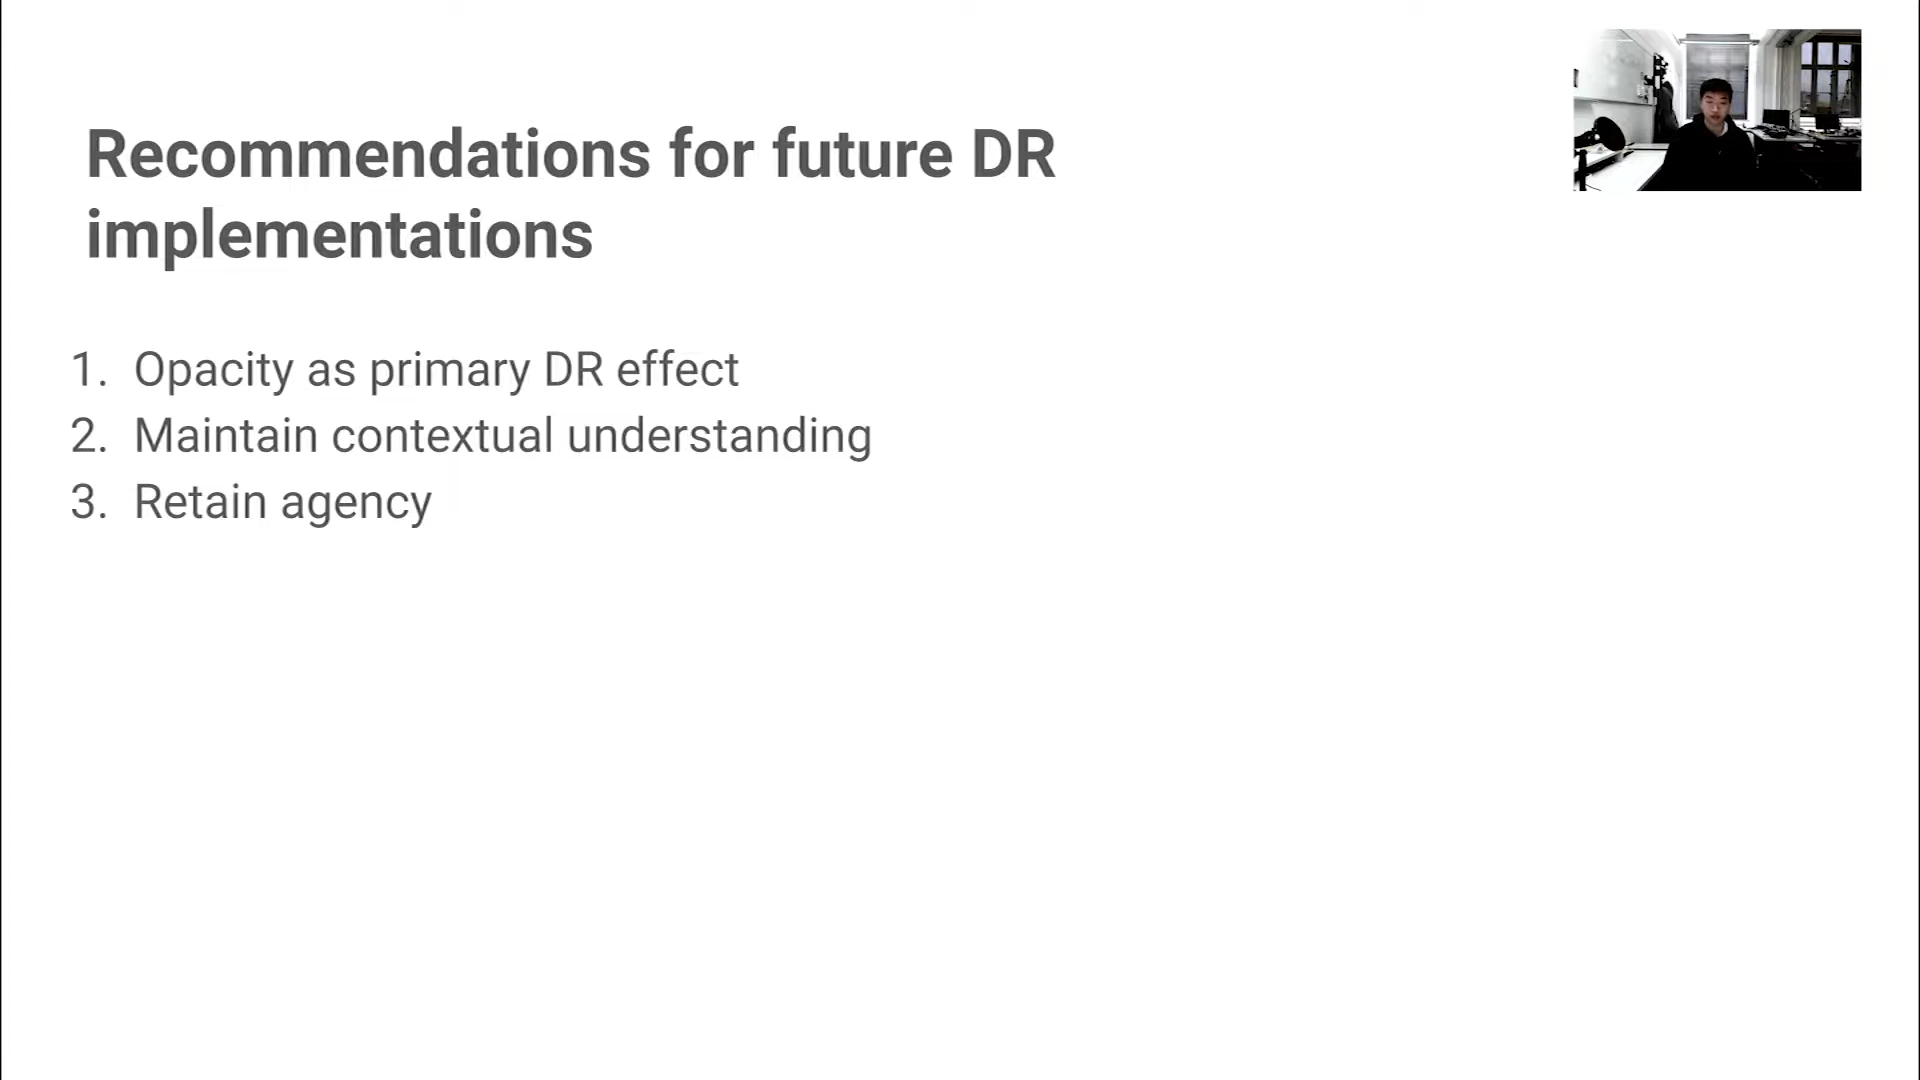 Recommendations for future DR
implementations
1. Opacity as primary DR effect
2. Maintain contextual understanding
3. Retain agency